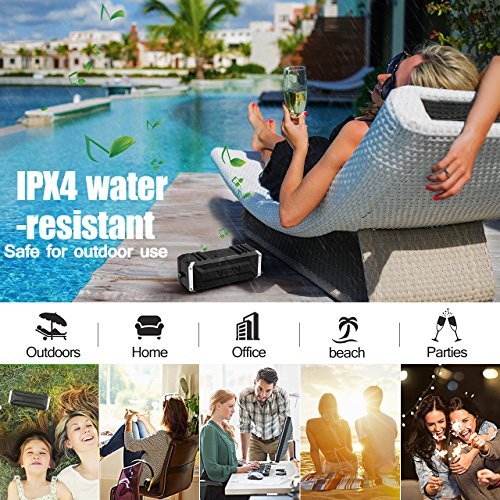 IPX4 water
-resistant
Safe for outdoor use
Outdoors
Home
Office
beach
Parties